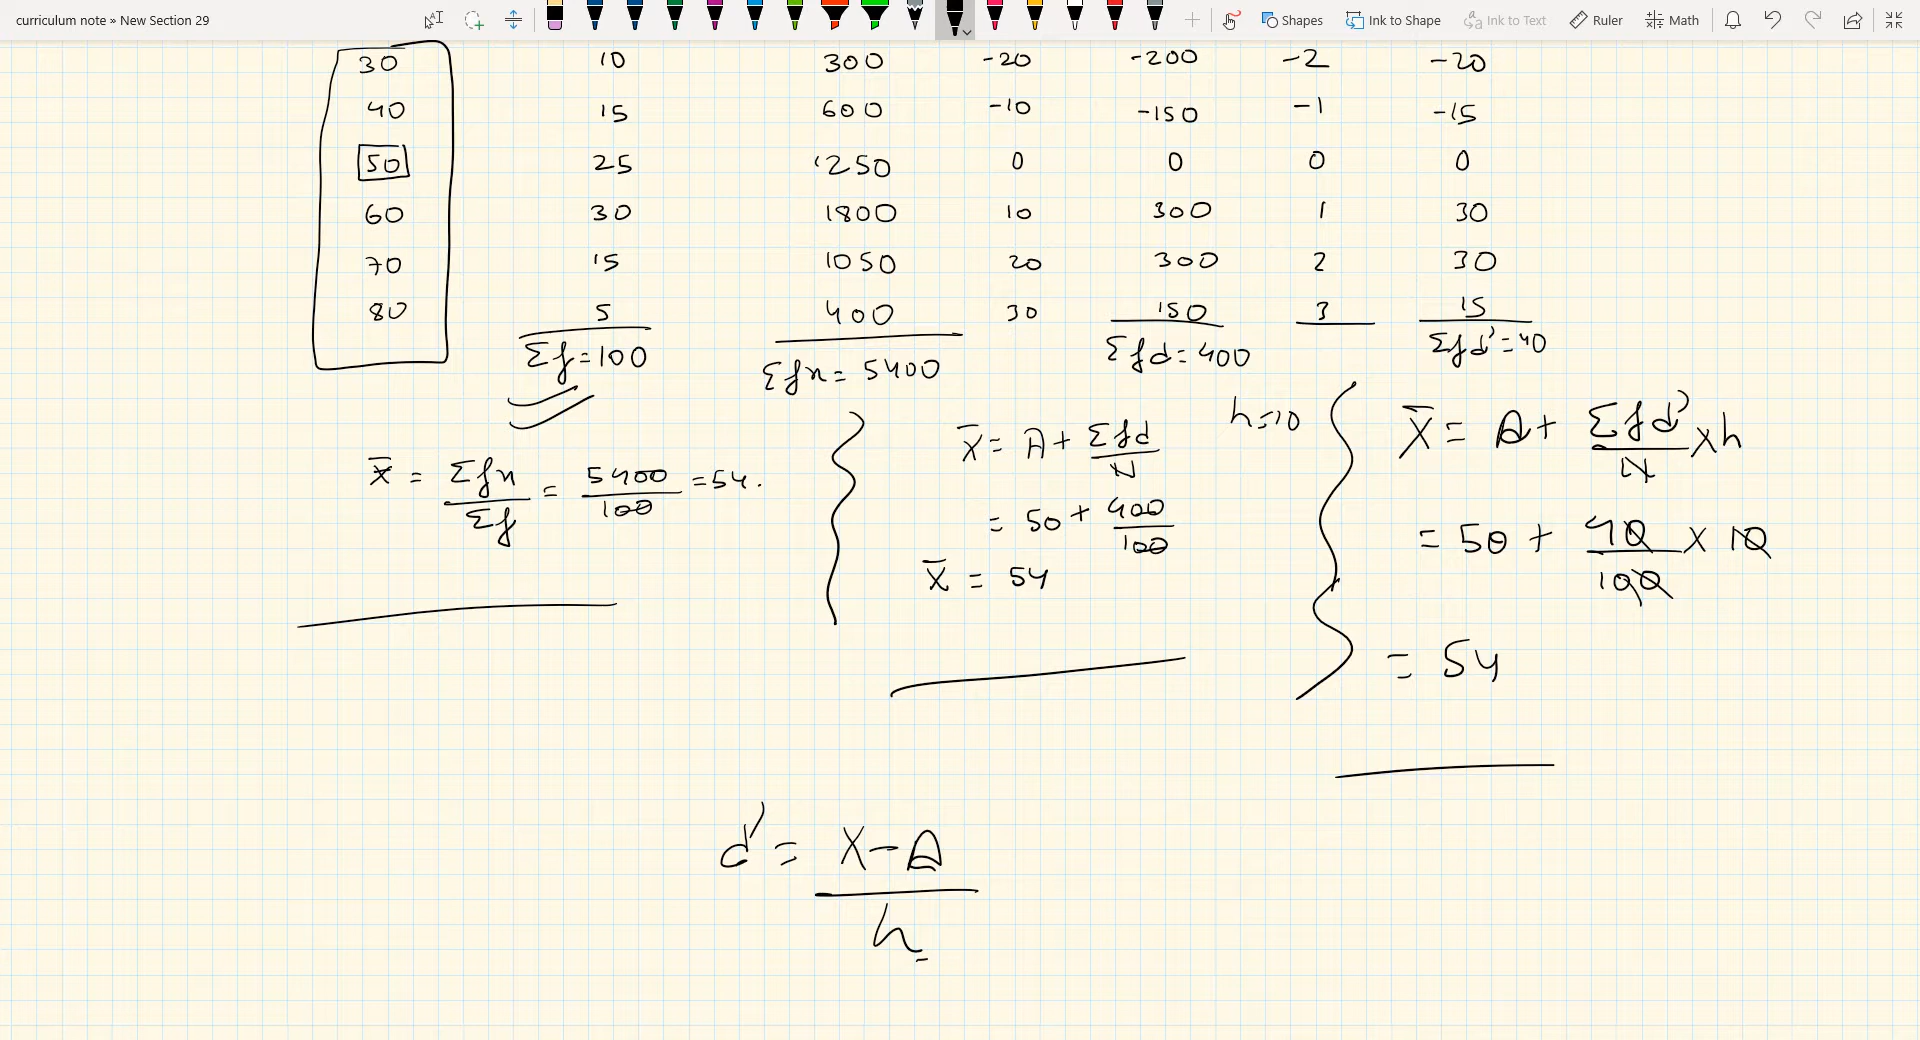 curriculum note » New Section 29
Shapes Ink to Shape Ink to Text Ruler Math
30 10 300 -20 -200 -2 -20
40 15 600 -10 -150 -1 -15
50 25 1250 0 0 0 0
60 30 1800 10 300 1 30
70 15 1050 20 300 2 30
80 5 400 30 150 3 15
Σf=100 Σfx = 5400 Σfd=400 Σfd'=40
h=10
X̄ = Σfx/Σf = 5400/100 = 54.
X̄ = A + Σfd/N
= 50 + 400/100
X̄ = 54
X̄ = A + Σfd'/N x h
= 50 + 40/100 x 10
= 54
d' = X-A/h